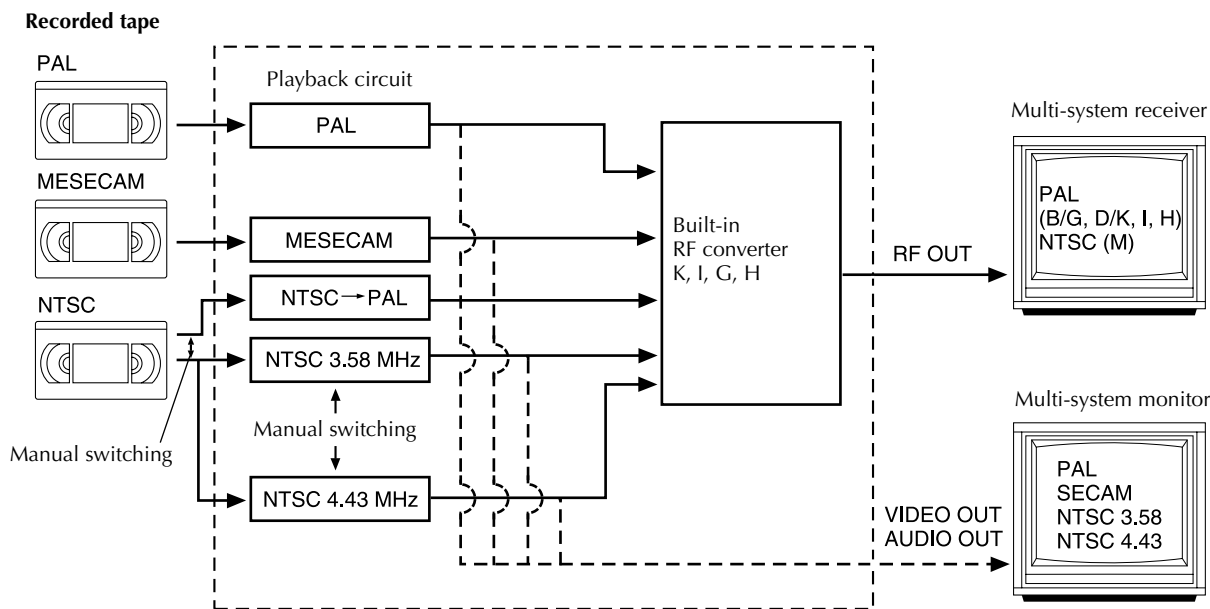 Recorded tape
PAL
MESECAM
NTSC
Manual switching
Playback circuit
PAL
MESECAM
NTSC→PAL
NTSC 3.58 MHz
Manual switching
NTSC 4.43 MHz
Built-in
RF converter
K, I, G, H
RF OUT
VIDEO OUT
AUDIO OUT
Multi-system receiver
PAL
(B/G, D/K, I, H)
NTSC (M)
Multi-system monitor
PAL
SECAM
NTSC 3.58
NTSC 4.43